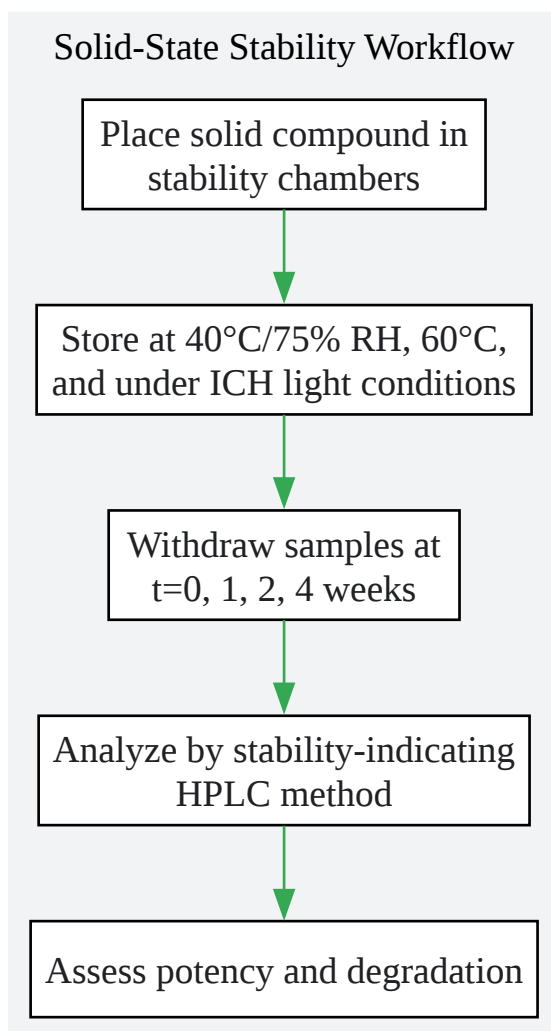 Solid-State Stability Workflow
Place solid compound in
stability chambers
Store at 40°C/75% RH, 60°C,
and under ICH light conditions
Withdraw samples at
t=0, 1, 2, 4 weeks
Analyze by stability-indicating
HPLC method
Assess potency and degradation